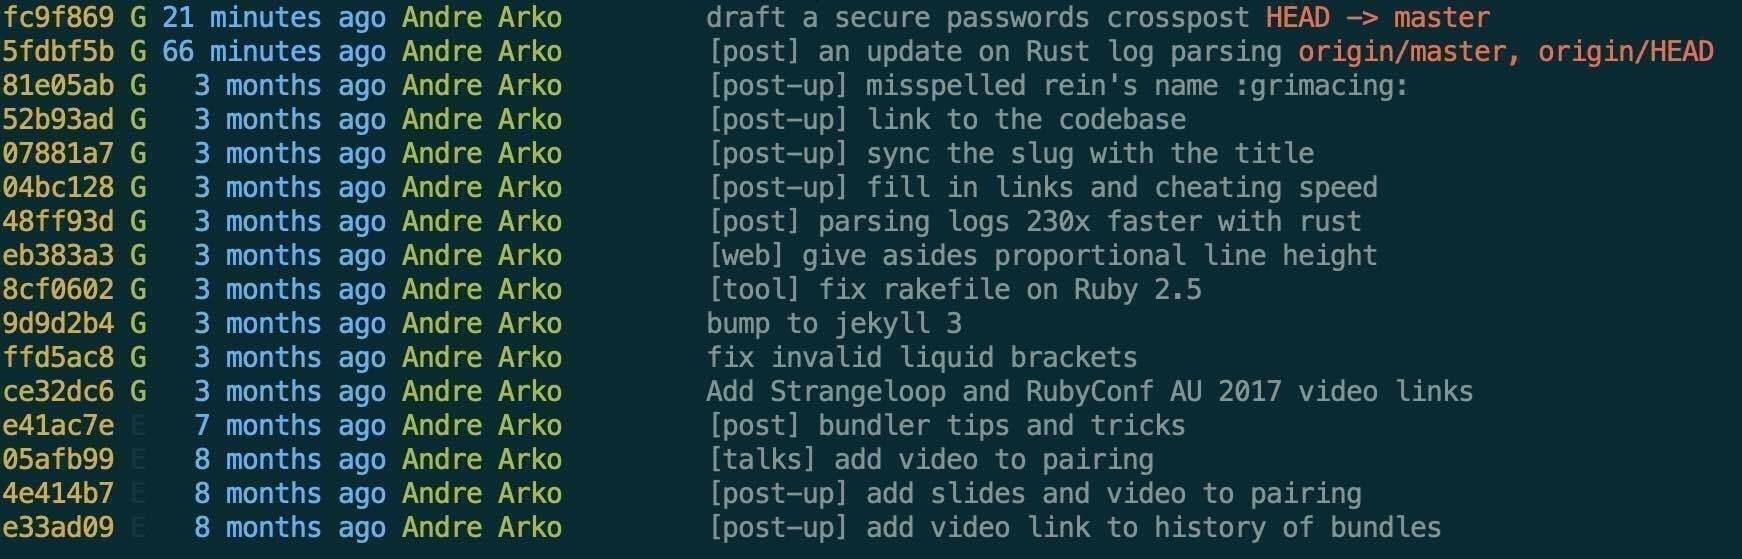 fc9f869 G 21 minutes ago Andre Arko draft a secure passwords crosspost HEAD -> master
5fdbf5b G 66 minutes ago Andre Arko [post] an update on Rust log parsing origin/master, origin/HEAD
81e05ab G 3 months ago Andre Arko [post-up] misspelled rein's name :grimacing:
52b93ad G 3 months ago Andre Arko [post-up] link to the codebase
07881a7 G 3 months ago Andre Arko [post-up] sync the slug with the title
04bc128 G 3 months ago Andre Arko [post-up] fill in links and cheating speed
48ff93d G 3 months ago Andre Arko [post] parsing logs 230x faster with rust
eb383a3 G 3 months ago Andre Arko [web] give asides proportional line height
8cf0602 G 3 months ago Andre Arko [tool] fix rakefile on Ruby 2.5
9d9d2b4 G 3 months ago Andre Arko bump to jekyll 3
ffd5ac8 G 3 months ago Andre Arko fix invalid liquid brackets
ce32dc6 G 3 months ago Andre Arko Add Strangeloop and RubyConf AU 2017 video links
e41ac7e E 7 months ago Andre Arko [post] bundler tips and tricks
05afb99 E 8 months ago Andre Arko [talks] add video to pairing
4e414b7 E 8 months ago Andre Arko [post-up] add slides and video to pairing
e33ad09 E 8 months ago Andre Arko [post-up] add video link to history of bundles